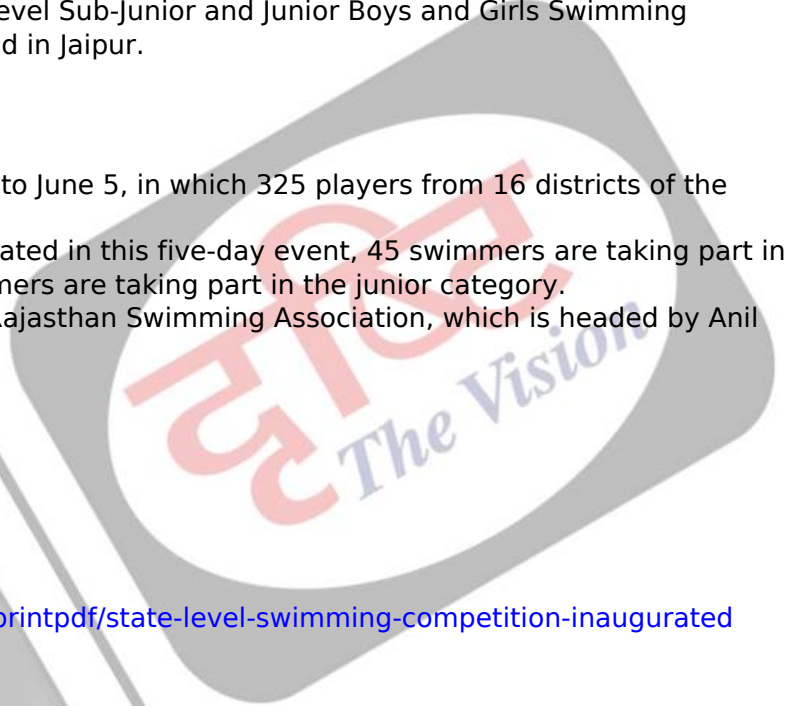 evel Sub-Junior and Junior Boys and Girls Swimming
d in Jaipur.
to June 5, in which 325 players from 16 districts of the
ated in this five-day event, 45 swimmers are taking part in
mers are taking part in the junior category.
Rajasthan Swimming Association, which is headed by Anil
दृष्टि
The Vision
printpdf/state-level-swimming-competition-inaugurated